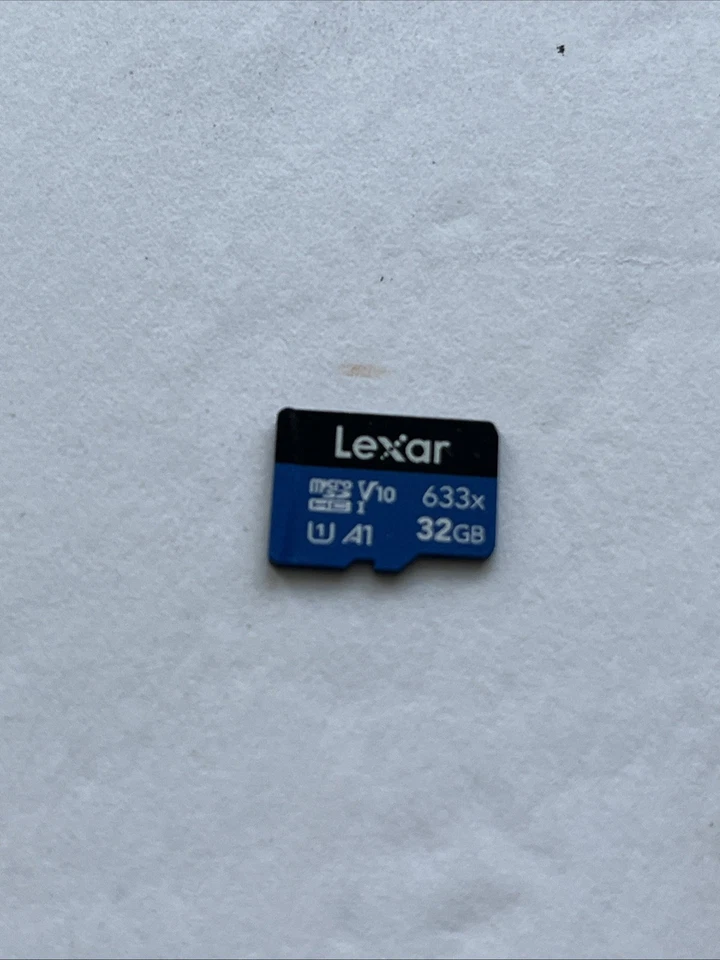 Lexar
micro SD HC I V10 633x
U1 A1 32GB